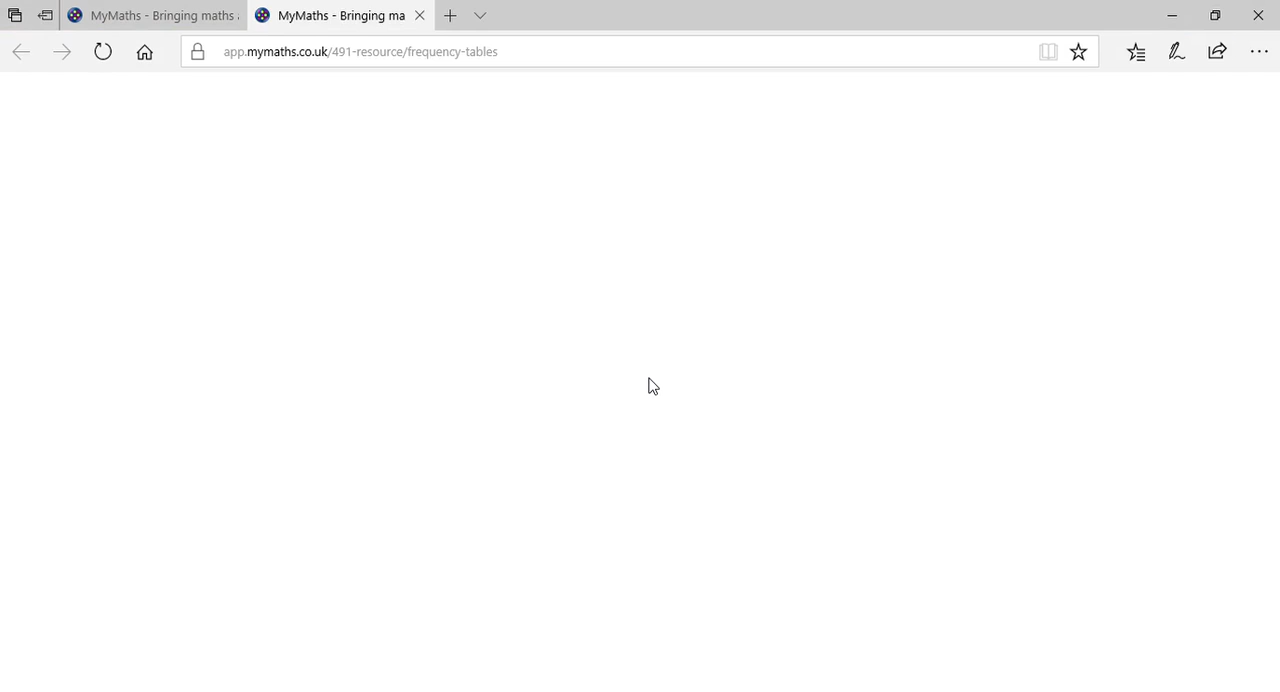 MyMaths - Bringing maths
MyMaths - Bringing ma
app.mymaths.co.uk/491-resource/frequency-tables